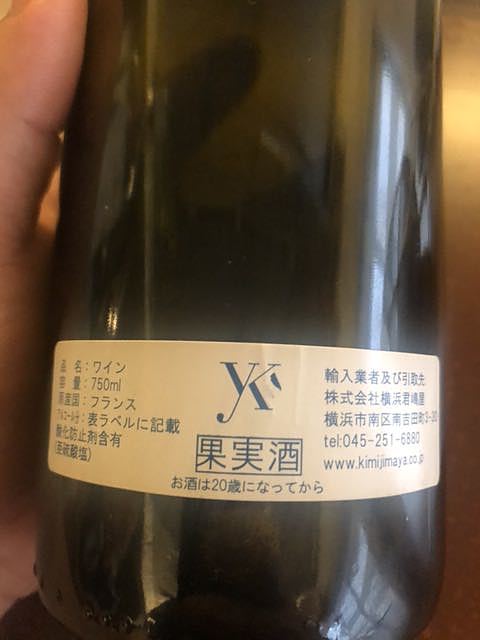 品 名：ワイン
容 量：750ml
原産国：フランス
アルコール分：表ラベルに記載
酸化防止剤含有
(亜硫酸塩)
YK
果実酒
お酒は20歳になってから
輸入業者及び引取先:
株式会社横浜君嶋屋
横浜市南区南吉田町3-30
tel:045-251-6880
www.kimijimaya.co.jp